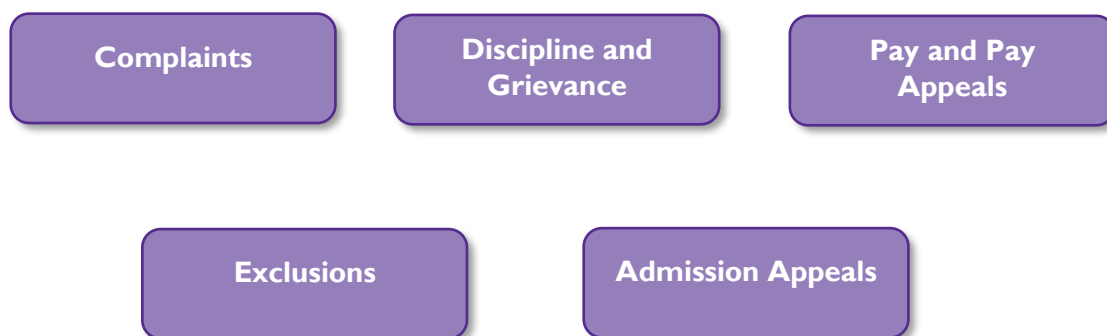 Complaints
Discipline and
Grievance
Pay and Pay
Appeals
Exclusions
Admission Appeals